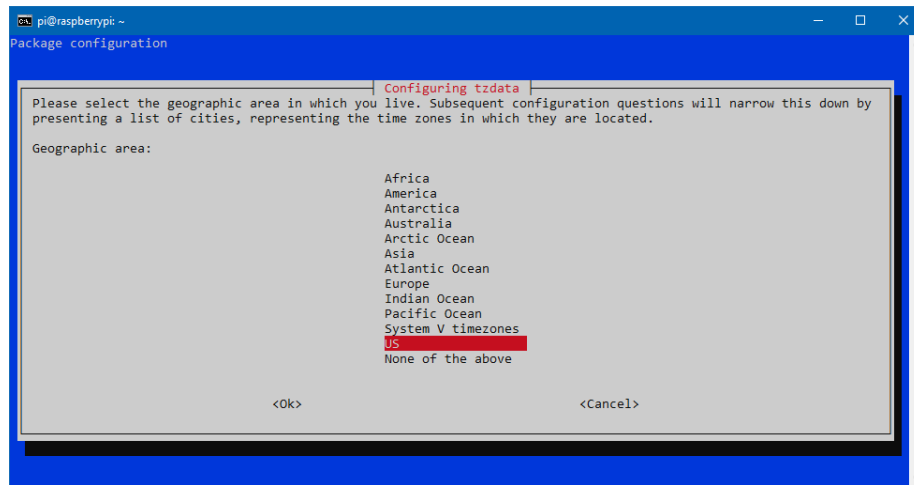 pi@raspberrypi: ~
Package configuration
Configuring tzdata
Please select the geographic area in which you live. Subsequent configuration questions will narrow this down by
presenting a list of cities, representing the time zones in which they are located.
Geographic area:
Africa
America
Antarctica
Australia
Arctic Ocean
Asia
Atlantic Ocean
Europe
Indian Ocean
Pacific Ocean
System V timezones
US
None of the above
<Ok> <Cancel>